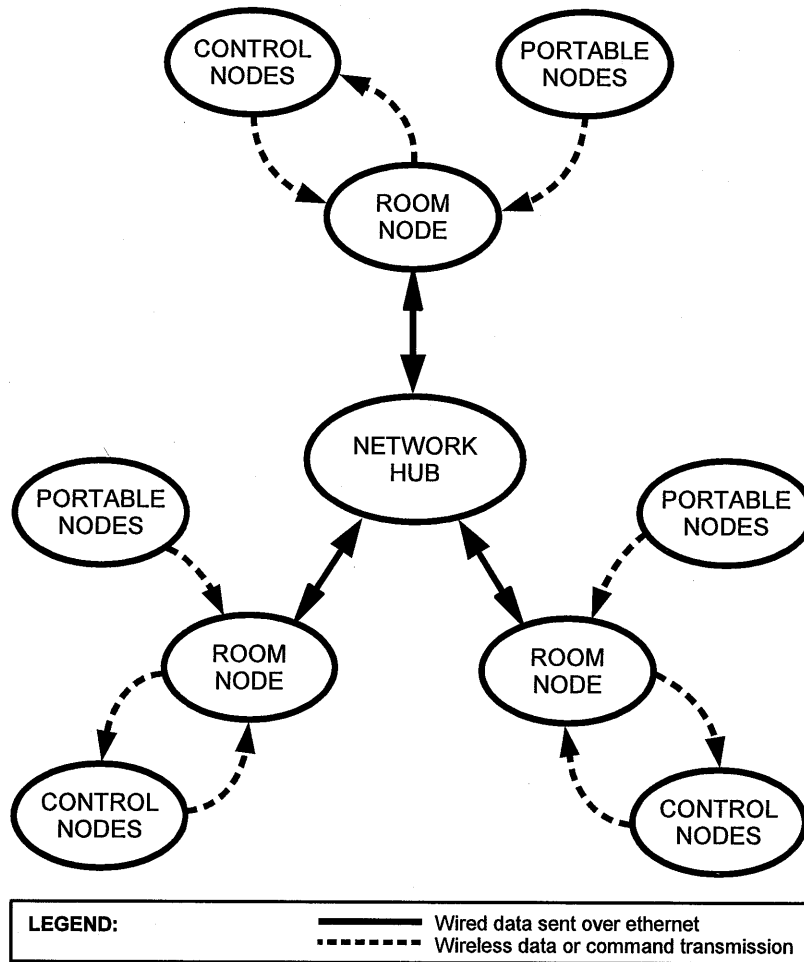 CONTROL
NODES
PORTABLE
NODES
ROOM
NODE
NETWORK
HUB
PORTABLE
NODES
PORTABLE
NODES
ROOM
NODE
ROOM
NODE
CONTROL
NODES
CONTROL
NODES
LEGEND:
Wired data sent over ethernet
Wireless data or command transmission